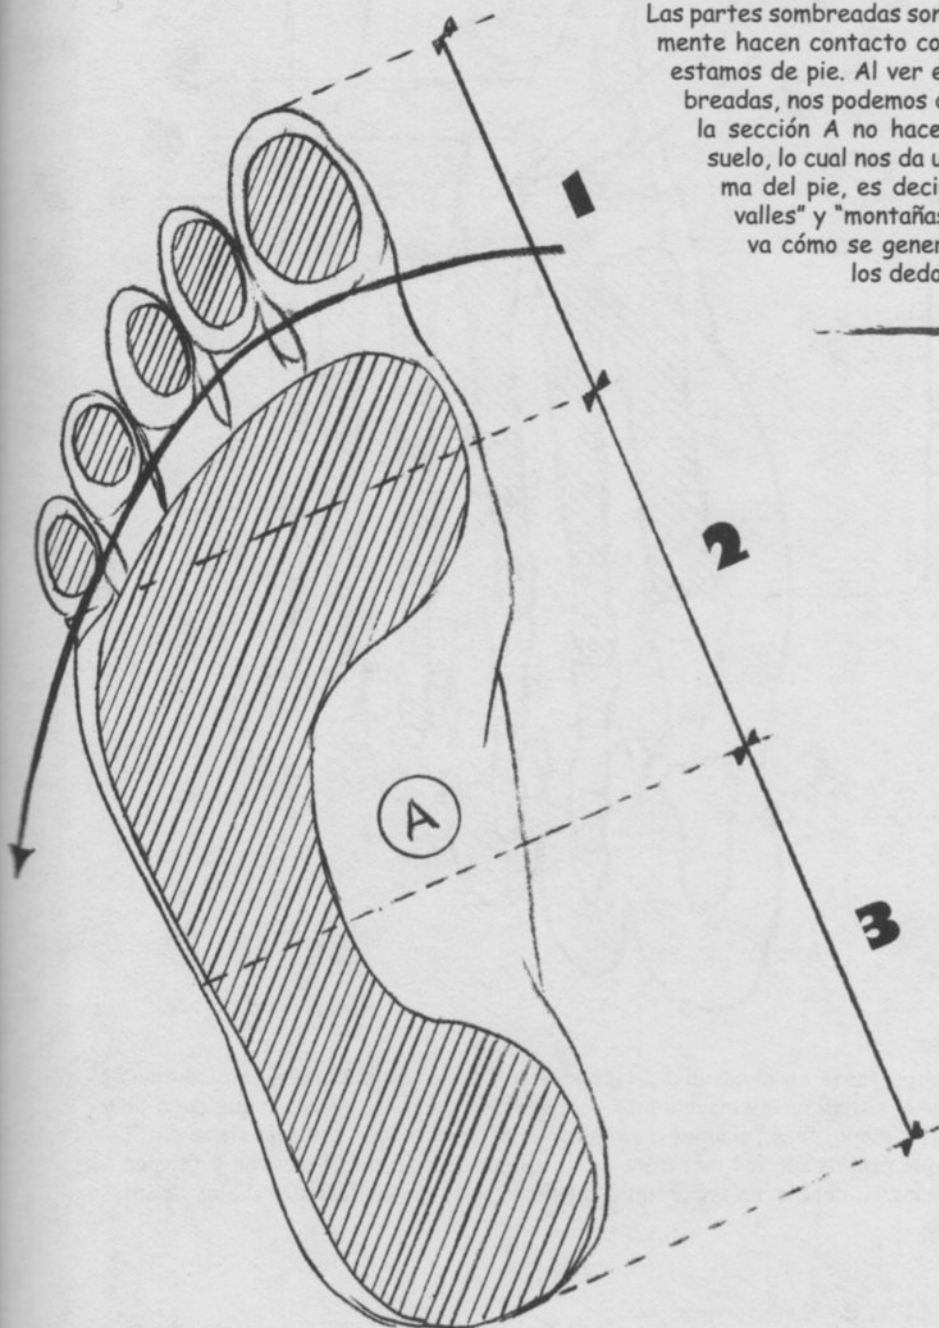 Las partes sombreadas son
mente hacen contacto co
estamos de pie. Al ver e
breadas, nos podemos
la sección A no hace
suelo, lo cual nos da u
ma del pie, es deci
valles" y "montañas
va cómo se gener
los deda
1
2
A
3